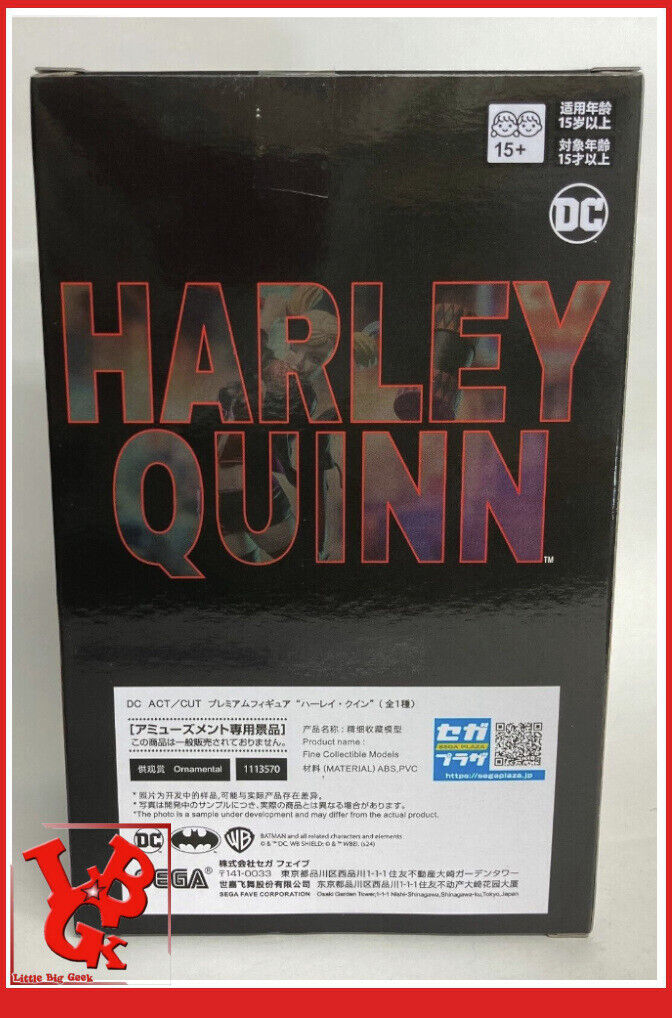 适用年龄
15岁以上
15+
対象年齢
15才以上
DC
HARLEY
QUINN™
DC ACT/CUT プレミアムフィギュア “ハーレイ・クイン” (全1種)
[アミューズメント専用景品]
この商品は一般販売されておりません。
供观赏 Ornamental 1113570
产品名称:精细收藏模型
Product name :
Fine Collectible Models
材料 (MATERIAL) ABS,PVC
セガ
SEGA PLAZA
プラザ
https://segaplaza.jp
*照片为开发中的样品,可能与实际产品存在差异。
*写真は開発中のサンプルにつき、実際の商品とは異なる場合があります。
*The photo is a sample under development and may differ from the actual product.
DC WB
BATMAN and all related characters and elements
© & ™ DC. WB SHIELD: © & ™ WBEI. (s24)
SEGA®
株式会社セガ フェイブ
〒141-0033 東京都品川区西品川1-1-1住友不動産大崎ガーデンタワー
世嘉飞舞股份有限公司 东京都品川区西品川1-1-1住友不动产大崎花园大厦
SEGA FAVE CORPORATION Osaki Garden Tower,1-1-1 Nishi-Shinagawa,Shinagawa-ku,Tokyo,Japan
LBGK
Little Big Geek